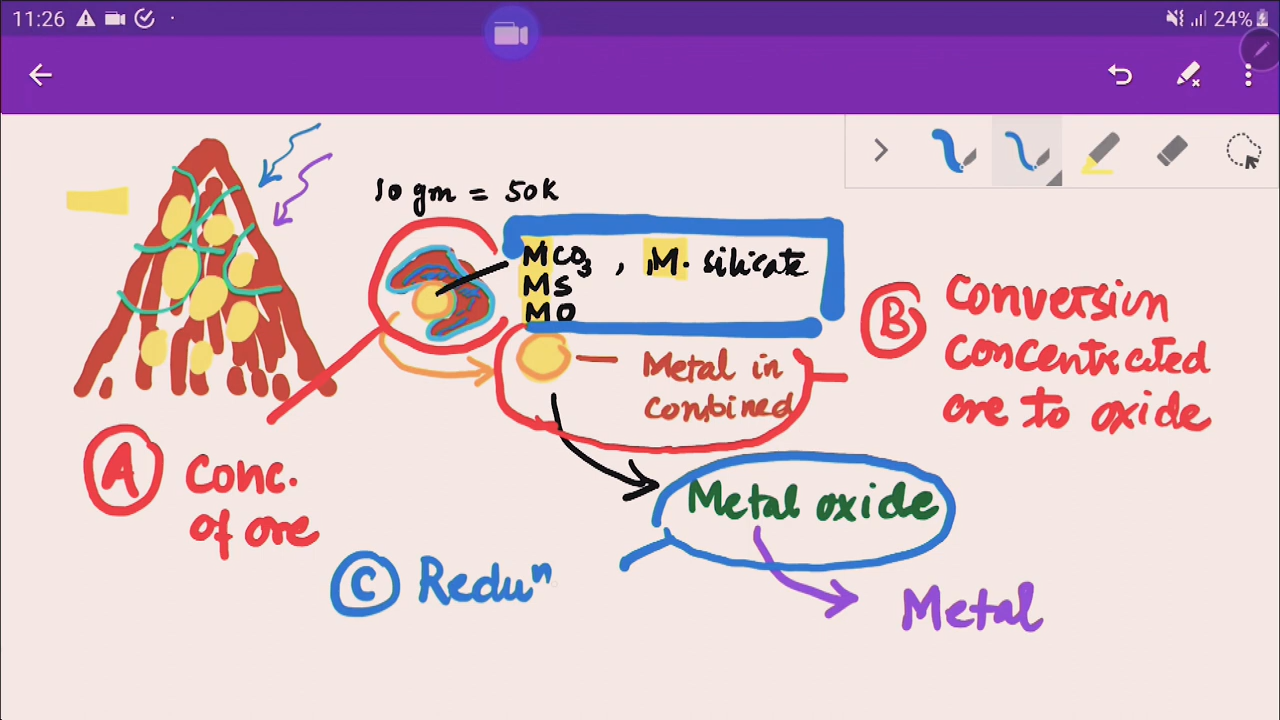 11:26
24%
10 gm = 50K
MCO₃ , M. silicate
MS
MO
Metal in
combined
B Conversion
concentrated
ore to oxide
A Conc.
of ore
Metal oxide
C Reduⁿ
Metal